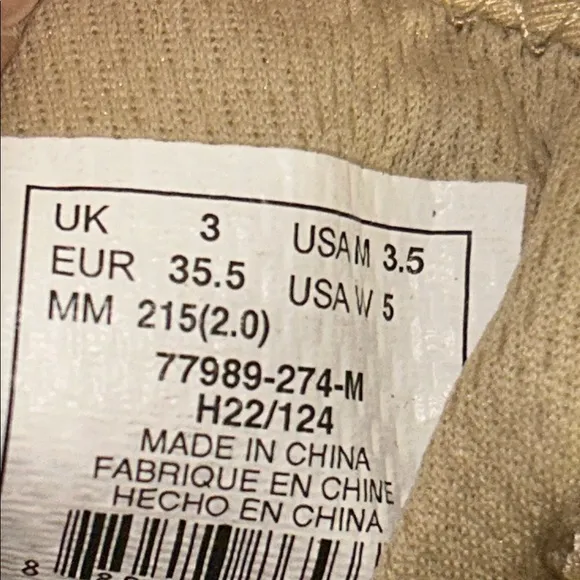 UK 3 USA M 3.5
EUR 35.5 USA W 5
MM 215(2.0)
77989-274-M
H22/124
MADE IN CHINA
FABRIQUE EN CHINE
HECHO EN CHINA
8